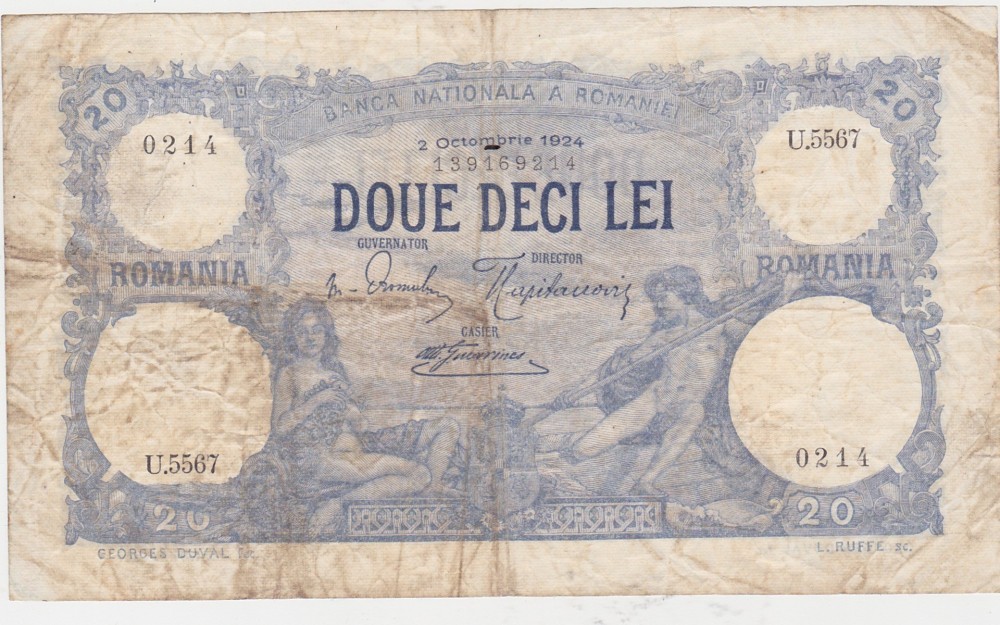 20
20
BANCA NATIONALA A ROMANIEI
0214
U.5567
2 Octombrie 1924
139169214
DOUE DECI LEI
GUVERNATOR
DIRECTOR
ROMANIA
ROMANIA
CASIER
U.5567
0214
20
20
GEORGES DUVAL
L. RUFFE SC.